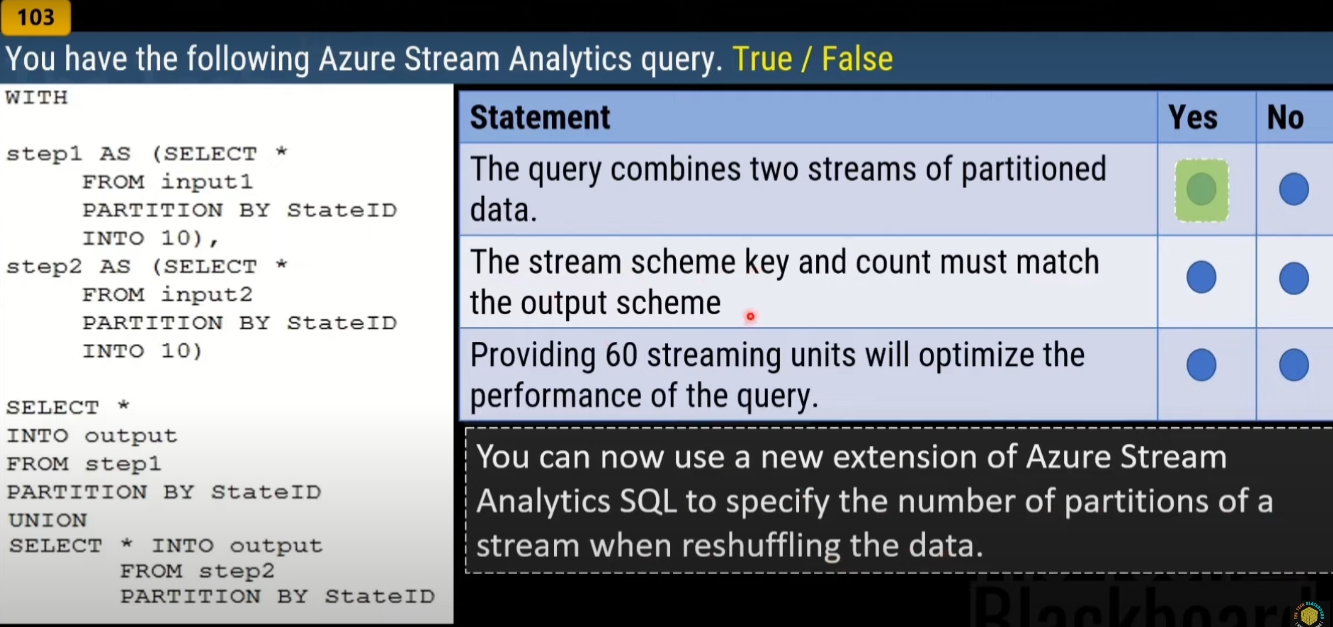 103
You have the following Azure Stream Analytics query. True / False
WITH
step1 AS (SELECT *
FROM input1
PARTITION BY StateID
INTO 10),
step2 AS (SELECT *
FROM input2
PARTITION BY StateID
INTO 10)
SELECT *
INTO output
FROM step1
PARTITION BY StateID
UNION
SELECT * INTO output
FROM step2
PARTITION BY StateID
Statement Yes No
The query combines two streams of partitioned
data.
The stream scheme key and count must match
the output scheme
Providing 60 streaming units will optimize the
performance of the query.
You can now use a new extension of Azure Stream
Analytics SQL to specify the number of partitions of a
stream when reshuffling the data.